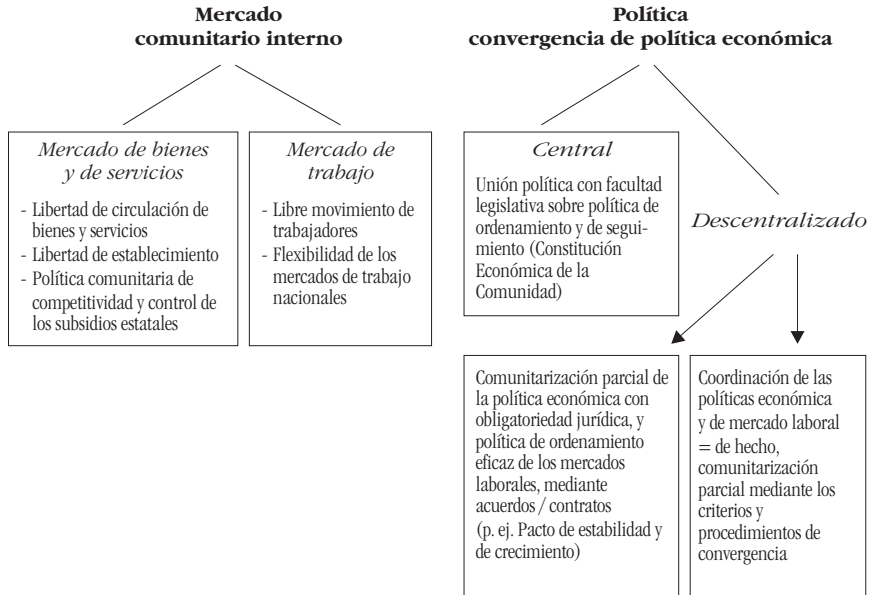 Mercado
comunitario interno
Política
convergencia de política económica
Mercado de bienes
y de servicios
- Libertad de circulación de
bienes y servicios
- Libertad de establecimiento
- Política comunitaria de
competitividad y control de
los subsidios estatales
Mercado de
trabajo
- Libre movimiento de
trabajadores
- Flexibilidad de los
mercados de trabajo
nacionales
Central
Unión política con facultad
legislativa sobre política de
ordenamiento y de segui-
miento (Constitución
Económica de la
Comunidad)
Descentralizado
Comunitarización parcial de
la política económica con
obligatoriedad jurídica, y
política de ordenamiento
eficaz de los mercados
laborales, mediante
acuerdos / contratos
(p. ej. Pacto de estabilidad y
de crecimiento)
Coordinación de las
políticas económica
y de mercado laboral
= de hecho,
comunitarización
parcial mediante los
criterios y
procedimientos de
convergencia